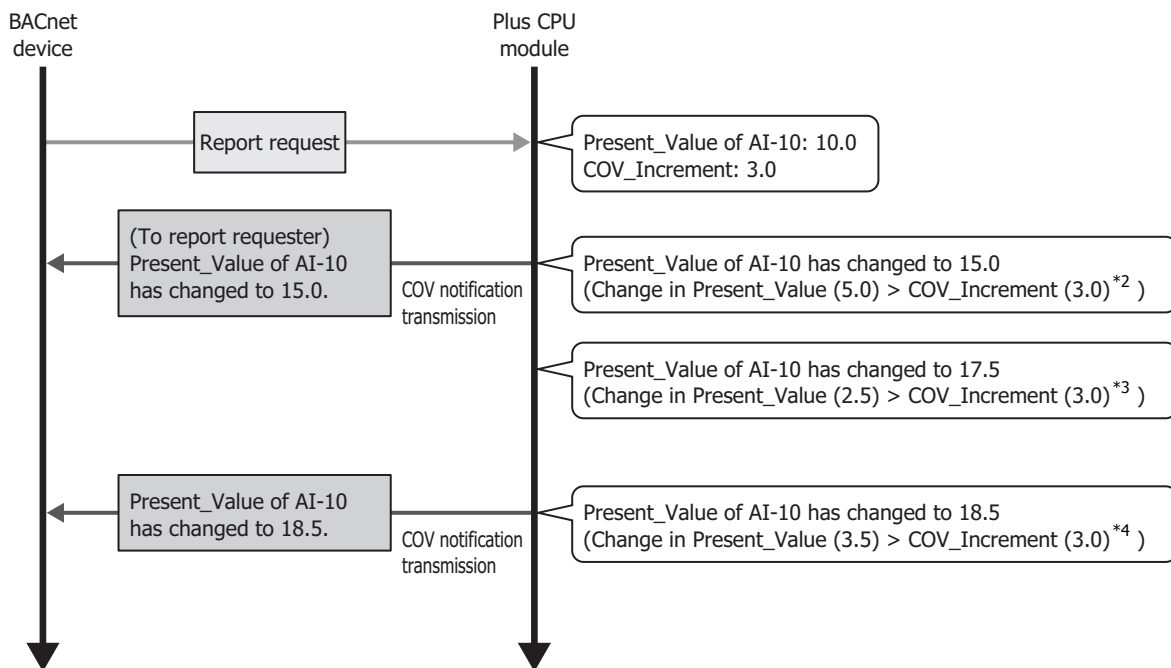 BACnet
device
Plus CPU
module
Report request
Present_Value of AI-10: 10.0
COV_Increment: 3.0
(To report requester)
Present_Value of AI-10
has changed to 15.0.
COV notification
transmission
Present_Value of AI-10 has changed to 15.0
(Change in Present_Value (5.0) > COV_Increment (3.0)*2 )
Present_Value of AI-10 has changed to 17.5
(Change in Present_Value (2.5) > COV_Increment (3.0)*3 )
Present_Value of AI-10
has changed to 18.5.
COV notification
transmission
Present_Value of AI-10 has changed to 18.5
(Change in Present_Value (3.5) > COV_Increment (3.0)*4 )